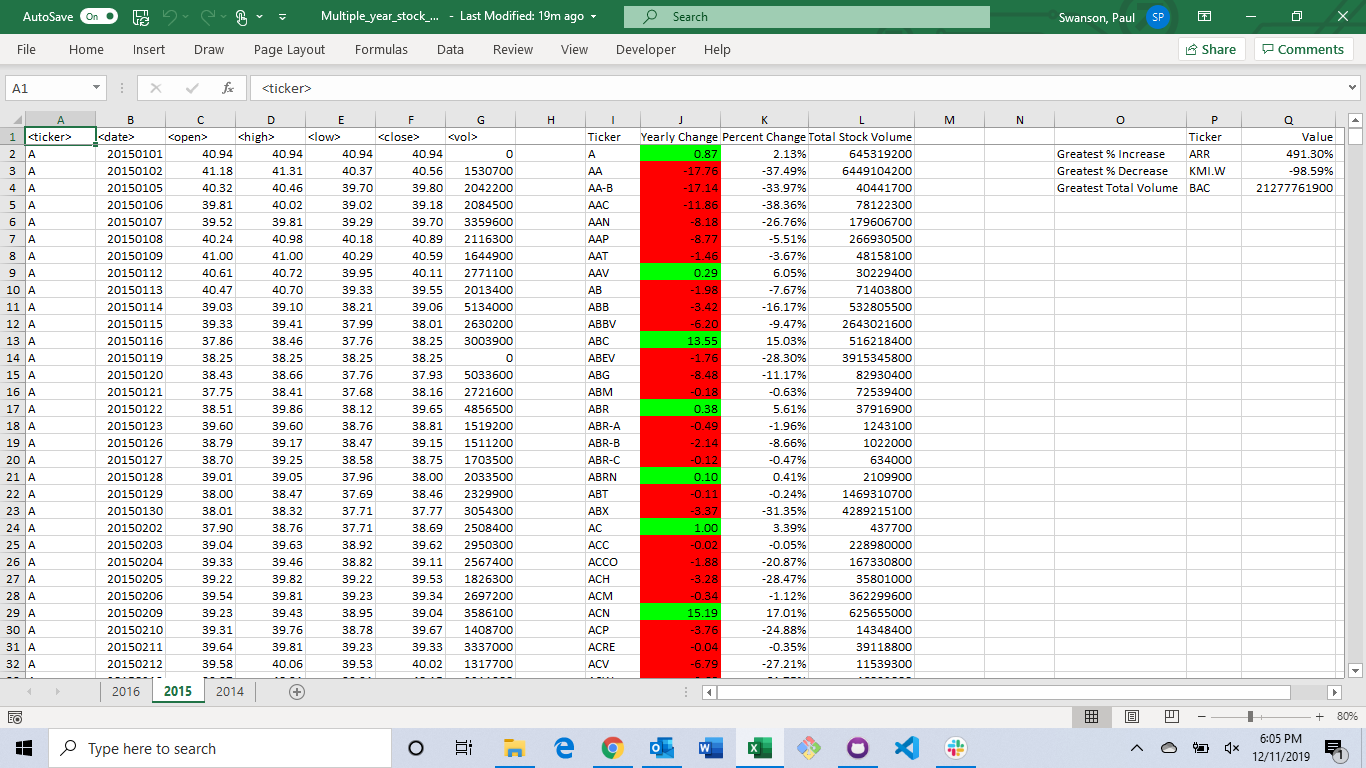 AutoSave On Multiple_year_stock_... - Last Modified: 19m ago Search Swanson, Paul SP
File Home Insert Draw Page Layout Formulas Data Review View Developer Help Share Comments
A1 fx <ticker>
A B C D E F G H I J K L M N O P Q
1 <ticker> <date> <open> <high> <low> <close> <vol> Ticker Yearly Change Percent Change Total Stock Volume Ticker Value
2 A 20150101 40.94 40.94 40.94 40.94 0 A 0.87 2.13% 645319200 Greatest % Increase ARR 491.30%
3 A 20150102 41.18 41.31 40.37 40.56 1530700 AA -17.76 -37.49% 6449104200 Greatest % Decrease KMI.W -98.59%
4 A 20150105 40.32 40.46 39.70 39.80 2042200 AA-B -17.14 -33.97% 40441700 Greatest Total Volume BAC 21277761900
5 A 20150106 39.81 40.02 39.02 39.18 2084500 AAC -11.86 -38.36% 78122300
6 A 20150107 39.52 39.81 39.29 39.70 3359600 AAN -8.18 -26.76% 179606700
7 A 20150108 40.24 40.98 40.18 40.89 2116300 AAP -8.77 -5.51% 266930500
8 A 20150109 41.00 41.00 40.29 40.59 1644900 AAT -1.46 -3.67% 48158100
9 A 20150112 40.61 40.72 39.95 40.11 2771100 AAV 0.29 6.05% 30229400
10 A 20150113 40.47 40.70 39.33 39.55 2013400 AB -1.98 -7.67% 71403800
11 A 20150114 39.03 39.10 38.21 39.06 5134000 ABB -3.42 -16.17% 532805500
12 A 20150115 39.33 39.41 37.99 38.01 2630200 ABBV -6.20 -9.47% 2643021600
13 A 20150116 37.86 38.46 37.76 38.25 3003900 ABC 13.55 15.03% 516218400
14 A 20150119 38.25 38.25 38.25 38.25 0 ABEV -1.76 -28.30% 3915345800
15 A 20150120 38.43 38.66 37.76 37.93 5033600 ABG -8.48 -11.17% 82930400
16 A 20150121 37.75 38.41 37.68 38.16 2721600 ABM -0.18 -0.63% 72539400
17 A 20150122 38.51 39.86 38.12 39.65 4856500 ABR 0.38 5.61% 37916900
18 A 20150123 39.60 39.60 38.76 38.81 1519200 ABR-A -0.49 -1.96% 1243100
19 A 20150126 38.79 39.17 38.47 39.15 1511200 ABR-B -2.14 -8.66% 1022000
20 A 20150127 38.70 39.25 38.58 38.75 1703500 ABR-C -0.12 -0.47% 634000
21 A 20150128 39.01 39.05 37.96 38.00 2033500 ABRN 0.10 0.41% 2109900
22 A 20150129 38.00 38.47 37.69 38.46 2329900 ABT -0.11 -0.24% 1469310700
23 A 20150130 38.01 38.32 37.71 37.77 3054300 ABX -3.37 -31.35% 4289215100
24 A 20150202 37.90 38.76 37.71 38.69 2508400 AC 1.00 3.39% 437700
25 A 20150203 39.04 39.63 38.92 39.62 2950300 ACC -0.02 -0.05% 228980000
26 A 20150204 39.33 39.46 38.82 39.11 2567400 ACCO -1.88 -20.87% 167330800
27 A 20150205 39.22 39.82 39.22 39.53 1826300 ACH -3.28 -28.47% 35801000
28 A 20150206 39.54 39.81 39.23 39.34 2697200 ACM -0.34 -1.12% 362299600
29 A 20150209 39.23 39.43 38.95 39.04 3586100 ACN 15.19 17.01% 625655000
30 A 20150210 39.31 39.76 38.78 39.67 1408700 ACP -3.76 -24.88% 14348400
31 A 20150211 39.64 39.81 39.23 39.33 3337000 ACRE -0.04 -0.35% 39118800
32 A 20150212 39.58 40.06 39.53 40.02 1317700 ACV -6.79 -27.21% 11539300
2016 2015 2014
80%
Type here to search 6:05 PM
12/11/2019 1